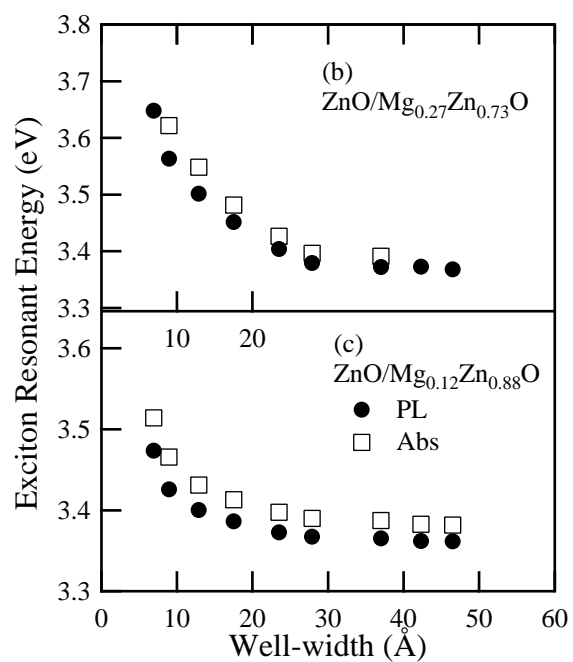 3.8
3.7
3.6
3.5
3.4
3.3
(b)
ZnO/Mg0.27Zn0.73O
10 20
3.6
3.5
3.4
3.3
(c)
ZnO/Mg0.12Zn0.88O
PL
Abs
0 10 20 30 40 50 60
Well-width (Å)
Exciton Resonant Energy (eV)